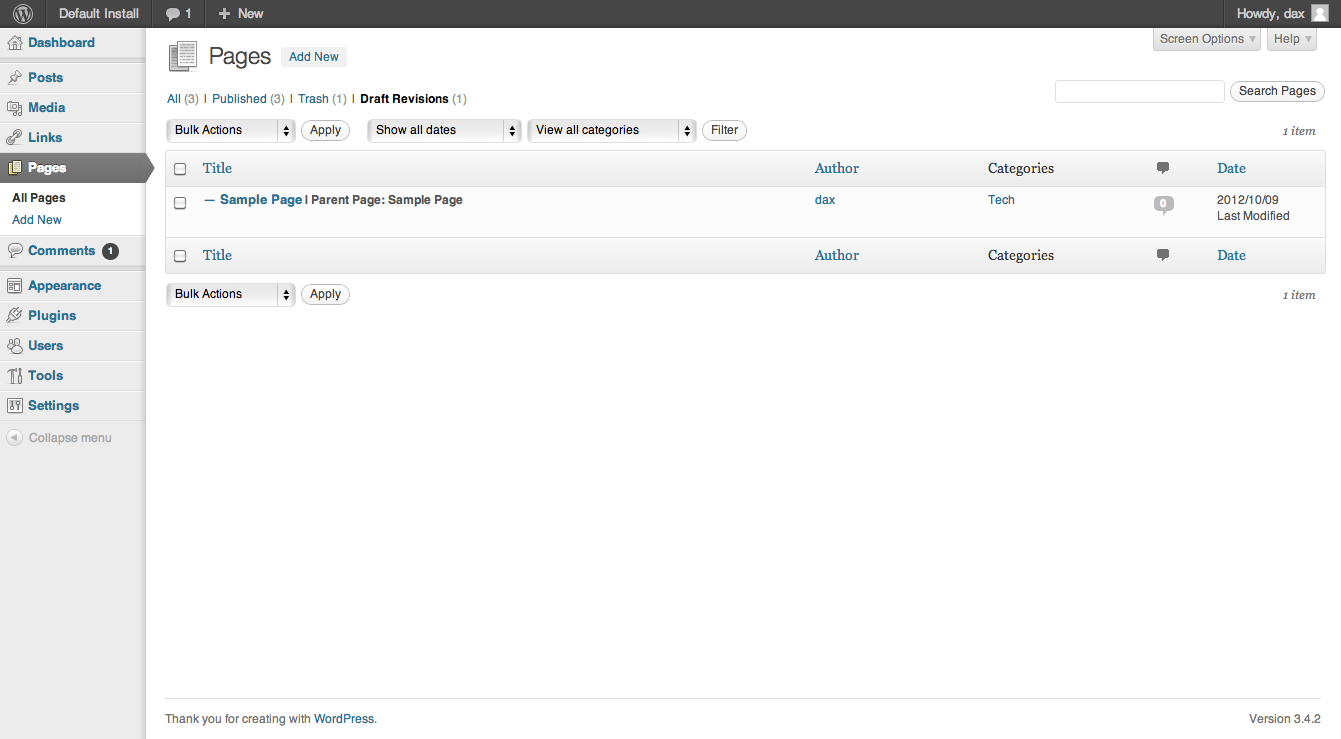 Default Install 1 + New Howdy, dax
Screen Options Help
Dashboard
Posts
Media
Links
Pages
All Pages
Add New
Comments 1
Appearance
Plugins
Users
Tools
Settings
Collapse menu
Pages Add New
All (3) | Published (3) | Trash (1) | Draft Revisions (1)
Search Pages
Bulk Actions Apply Show all dates View all categories Filter 1 item
Title Author Categories Date
— Sample Page | Parent Page: Sample Page dax Tech 0 2012/10/09
Last Modified
Title Author Categories Date
Bulk Actions Apply 1 item
Thank you for creating with WordPress. Version 3.4.2